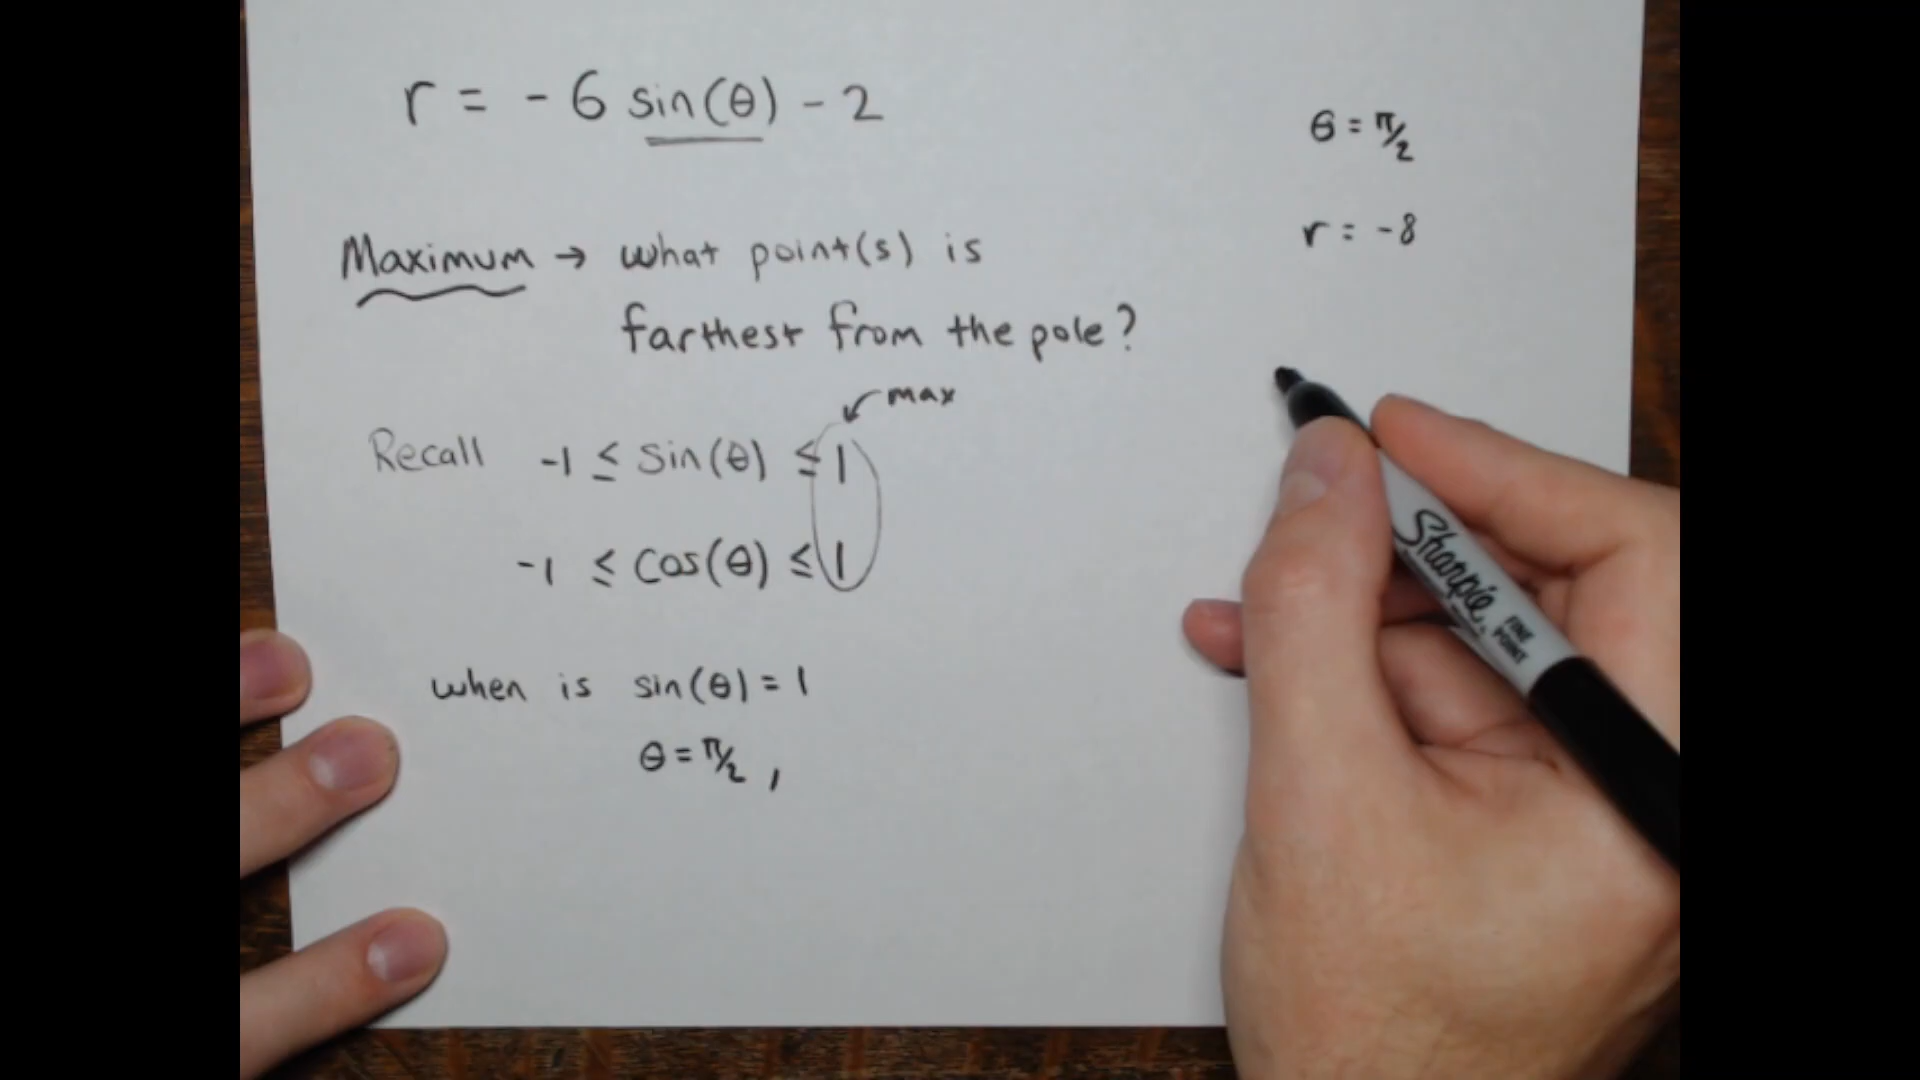 r = -6 sin(θ) - 2
Maximum → what point(s) is
farthest from the pole?
max
Recall -1 ≤ sin(θ) ≤ 1
-1 ≤ cos(θ) ≤ 1
when is sin(θ) = 1
θ = π/2 ,
θ = π/2
r = -8
Sharpie.
FINE
POINT